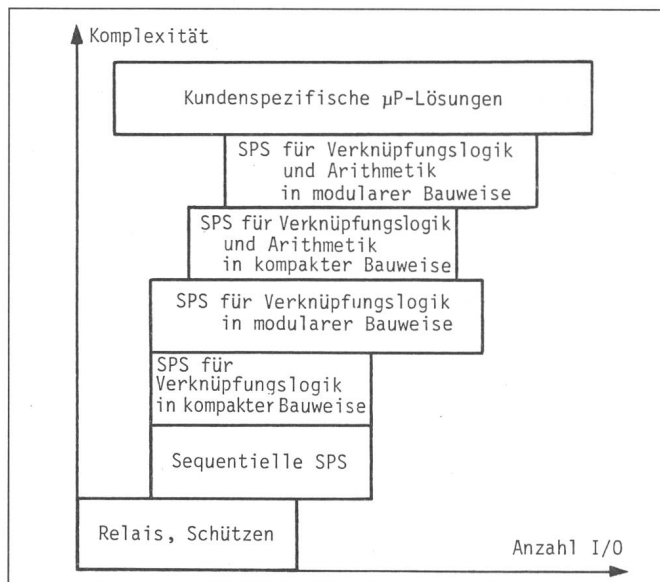 Komplexität
Kundenspezifische µP-Lösungen
SPS für Verknüpfungslogik
und Arithmetik
in modularer Bauweise
SPS für Verknüpfungslogik
und Arithmetik
in kompakter Bauweise
SPS für Verknüpfungslogik
in modularer Bauweise
SPS für
Verknüpfungslogik
in kompakter Bauweise
Sequentielle SPS
Relais, Schützen
Anzahl I/O